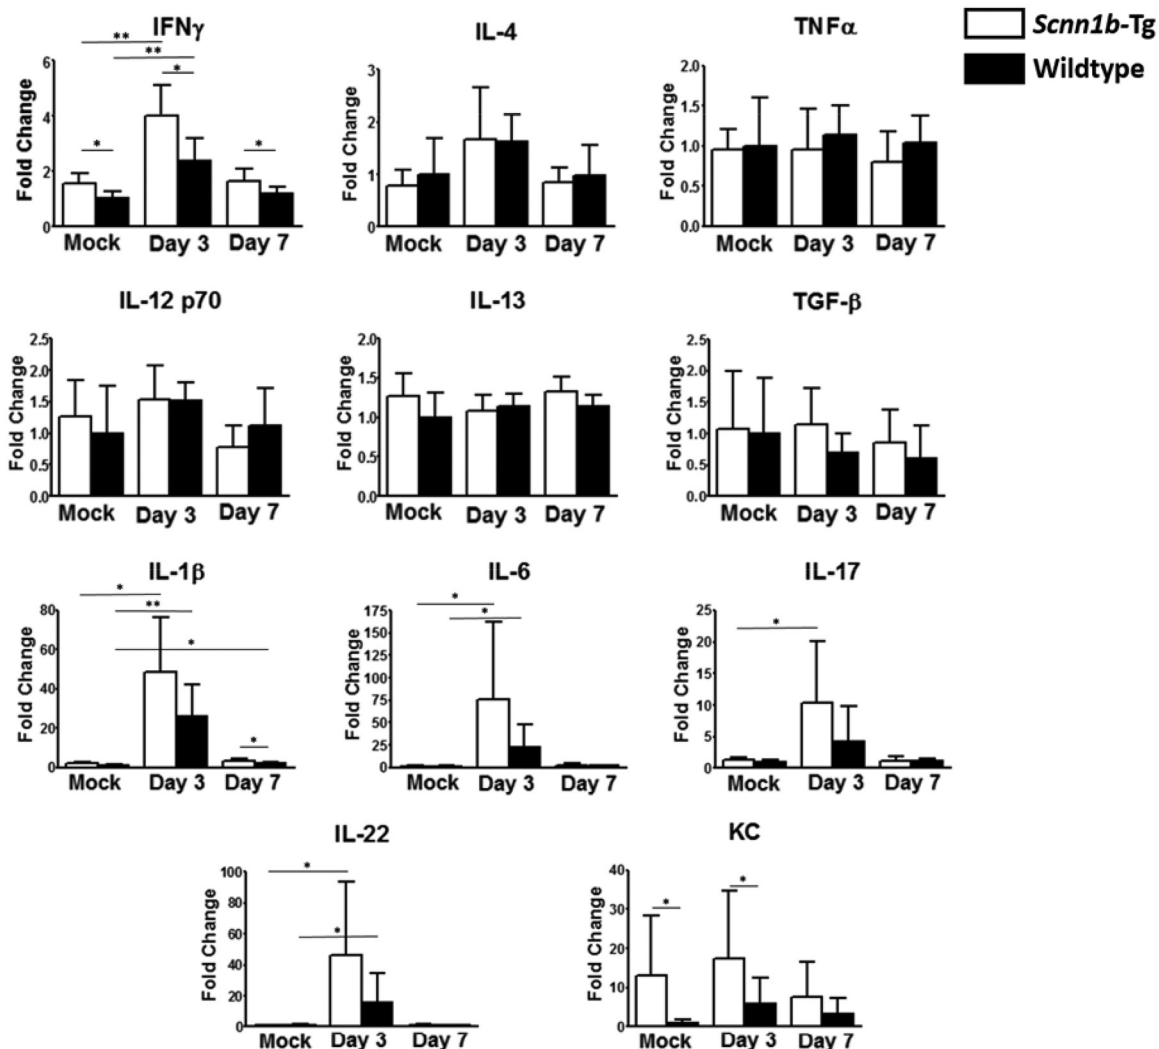 IFNγ
IL-4
TNFα
Scnn1b-Tg
Wildtype
**
**
*
*
*
Fold Change
6
4
2
0
Mock
Day 3
Day 7
Fold Change
3
2
1
0
Mock
Day 3
Day 7
Fold Change
2.0
1.5
1.0
0.5
0.0
Mock
Day 3
Day 7
IL-12 p70
IL-13
TGF-β
Fold Change
2.5
2.0
1.5
1.0
0.5
0.0
Mock
Day 3
Day 7
Fold Change
2.0
1.5
1.0
0.5
0.0
Mock
Day 3
Day 7
Fold Change
2.5
2.0
1.5
1.0
0.5
0.0
Mock
Day 3
Day 7
IL-1β
IL-6
IL-17
*
**
*
*
Fold Change
80
60
40
20
0
Mock
Day 3
Day 7
*
*
Fold Change
175
150
125
100
75
50
25
0
Mock
Day 3
Day 7
*
Fold Change
25
20
15
10
5
0
Mock
Day 3
Day 7
IL-22
KC
*
*
Fold Change
100
80
60
40
20
0
Mock
Day 3
Day 7
*
*
Fold Change
40
30
20
10
0
Mock
Day 3
Day 7